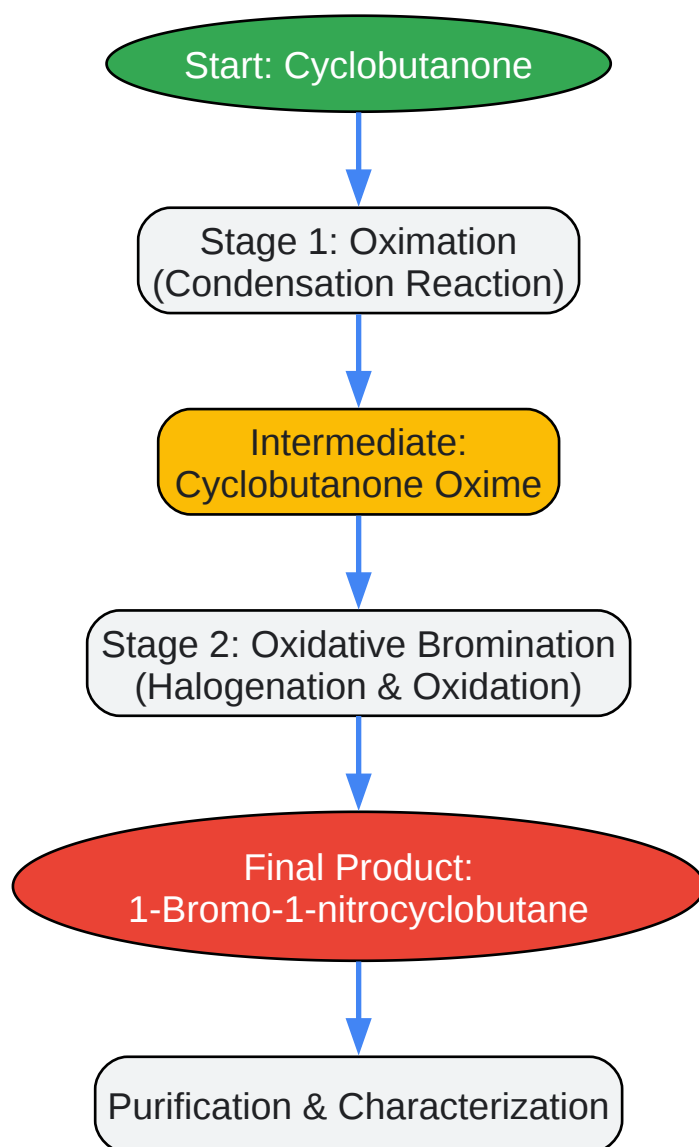 Start: Cyclobutanone
Stage 1: Oximation
(Condensation Reaction)
Intermediate:
Cyclobutanone Oxime
Stage 2: Oxidative Bromination
(Halogenation & Oxidation)
Final Product:
1-Bromo-1-nitrocyclobutane
Purification & Characterization